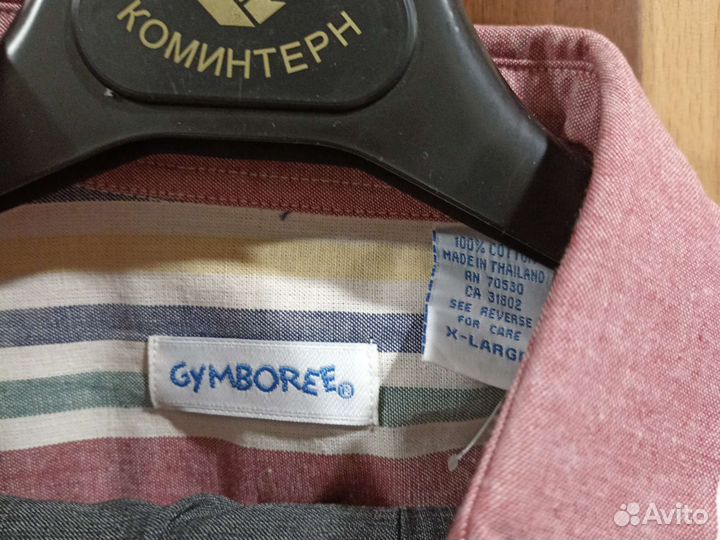 КОМИНТЕРН
100% COTTON
MADE IN THAILAND
RN 70530
CA 31802
SEE REVERSE
FOR CARE
X-LARGE
GYMBOREE®
Avito